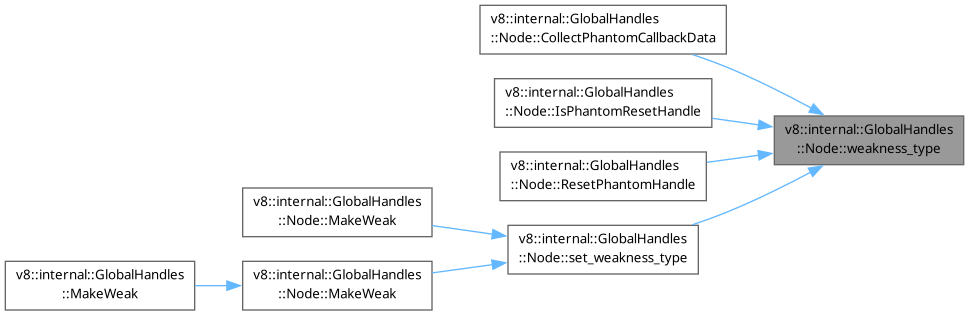 v8::internal::GlobalHandles
::Node::CollectPhantomCallbackData
v8::internal::GlobalHandles
::Node::IsPhantomResetHandle
v8::internal::GlobalHandles
::Node::weakness_type
v8::internal::GlobalHandles
::Node::ResetPhantomHandle
v8::internal::GlobalHandles
::Node::MakeWeak
v8::internal::GlobalHandles
::Node::set_weakness_type
v8::internal::GlobalHandles
::MakeWeak
v8::internal::GlobalHandles
::Node::MakeWeak